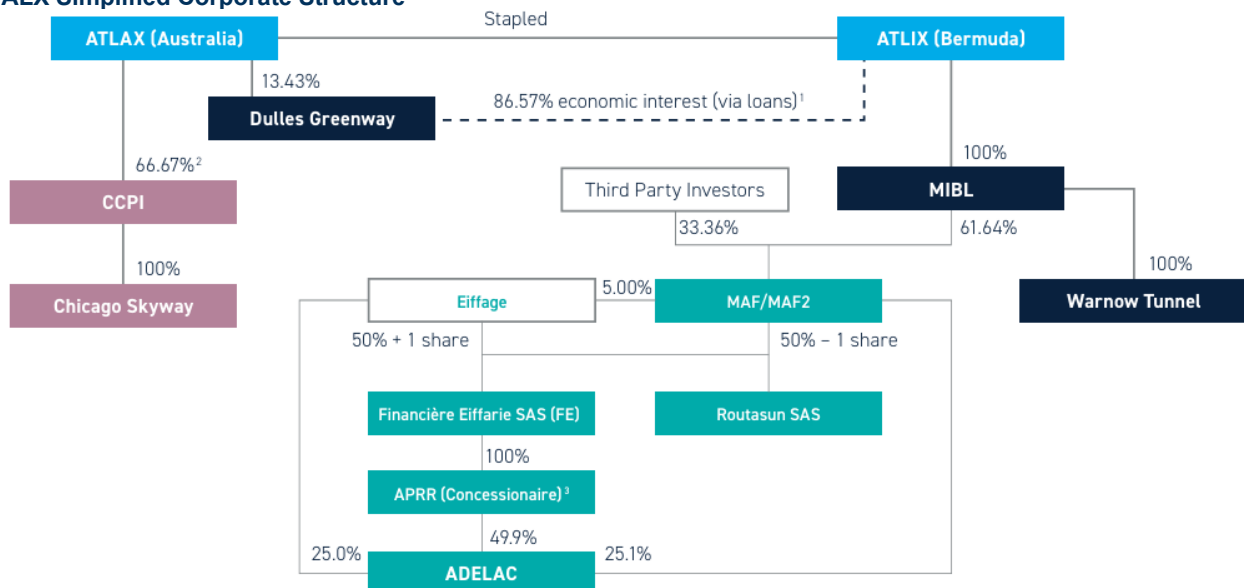 ALX Simplified Corporate Structure
Stapled
ATLAX (Australia)
ATLIX (Bermuda)
13.43%
86.57% economic interest (via loans)¹
Dulles Greenway
66.67%²
100%
CCPI
Third Party Investors
MIBL
33.36%
61.64%
100%
100%
Chicago Skyway
Eiffage
5.00%
MAF/MAF2
Warnow Tunnel
50% + 1 share
50% – 1 share
Financière Eiffarie SAS (FE)
Routasun SAS
100%
APRR (Concessionaire)³
49.9%
25.0%
25.1%
ADELAC